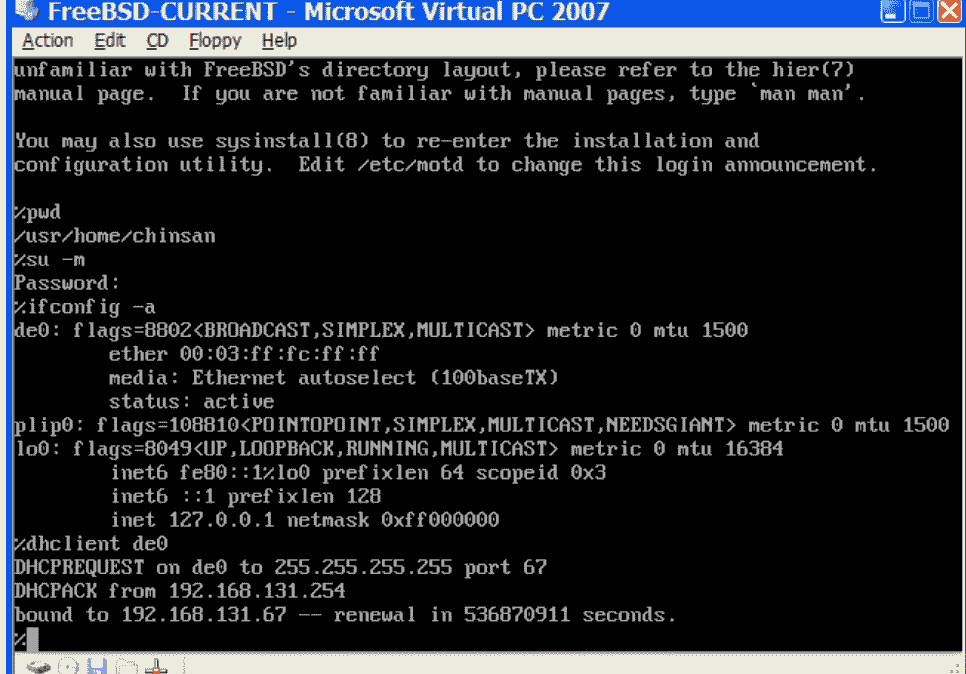 FreeBSD-CURRENT - Microsoft Virtual PC 2007
Action Edit CD Floppy Help
unfamiliar with FreeBSD's directory layout, please refer to the hier(7)
manual page.  If you are not familiar with manual pages, type `man man'.
You may also use sysinstall(8) to re-enter the installation and
configuration utility.  Edit /etc/motd to change this login announcement.
%pwd
/usr/home/chinsan
%su -m
Password:
%ifconfig -a
de0: flags=8802<BROADCAST,SIMPLEX,MULTICAST> metric 0 mtu 1500
        ether 00:03:ff:fc:ff:ff
        media: Ethernet autoselect (100baseTX)
        status: active
plip0: flags=108810<POINTOPOINT,SIMPLEX,MULTICAST,NEEDSGIANT> metric 0 mtu 1500
lo0: flags=8049<UP,LOOPBACK,RUNNING,MULTICAST> metric 0 mtu 16384
        inet6 fe80::1%lo0 prefixlen 64 scopeid 0x3
        inet6 ::1 prefixlen 128
        inet 127.0.0.1 netmask 0xff000000
%dhclient de0
DHCPREQUEST on de0 to 255.255.255.255 port 67
DHCPACK from 192.168.131.254
bound to 192.168.131.67 -- renewal in 536870911 seconds.
%